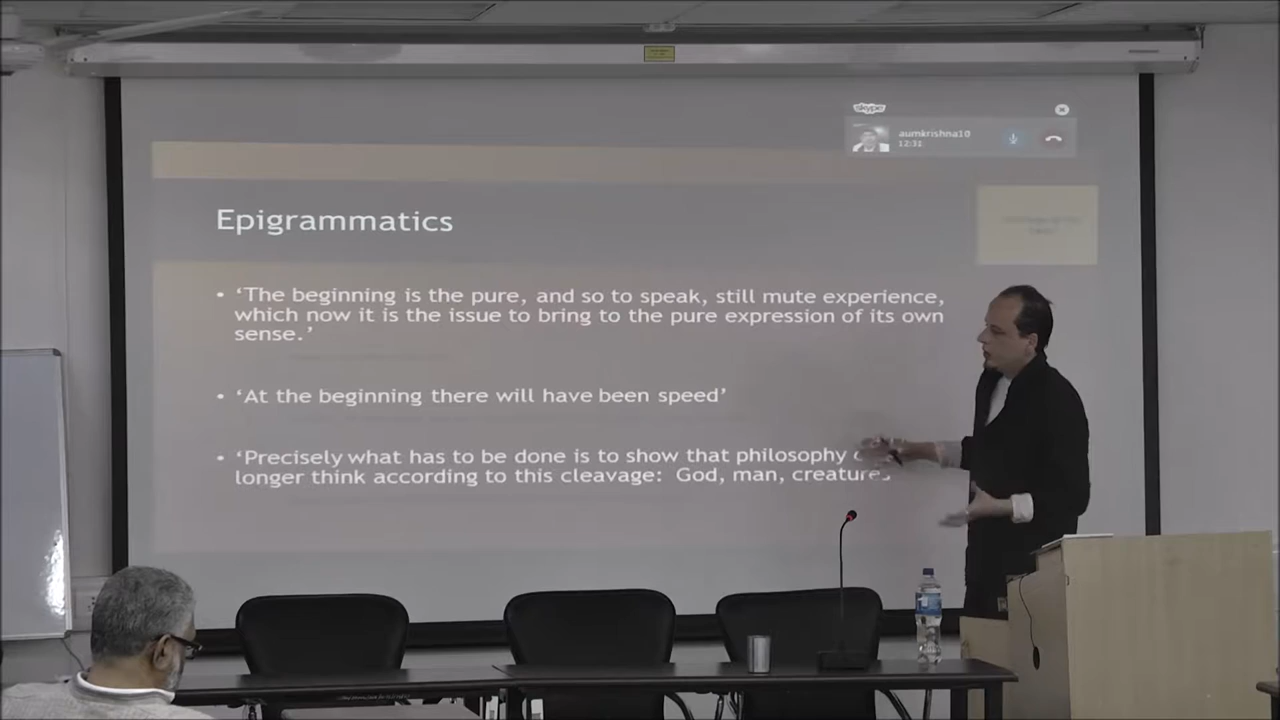 skype
aumkrishna10
12:31
Epigrammatics
• ‘The beginning is the pure, and so to speak, still mute experience,
which now it is the issue to bring to the pure expression of its own
sense.’
• ‘At the beginning there will have been speed’
• ‘Precisely what has to be done is to show that philosophy
longer think according to this cleavage: God, man, creatures